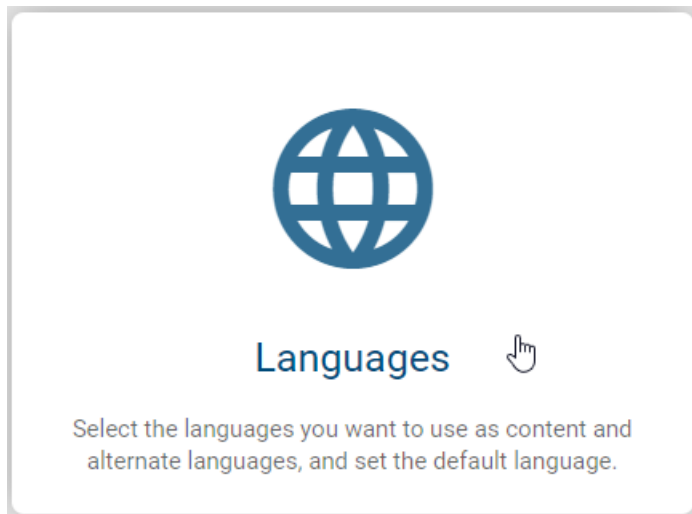 Languages
Select the languages you want to use as content and
alternate languages, and set the default language.